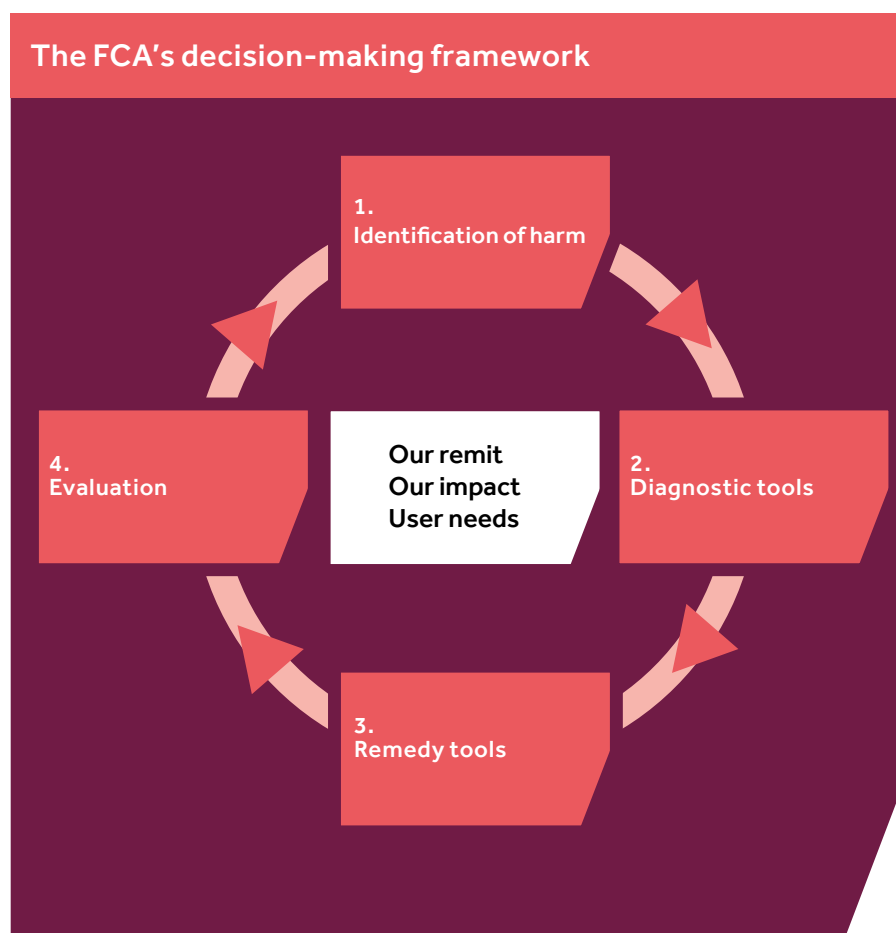 The FCA’s decision-making framework
1.
Identification of harm
2.
Diagnostic tools
3.
Remedy tools
4.
Evaluation
Our remit
Our impact
User needs